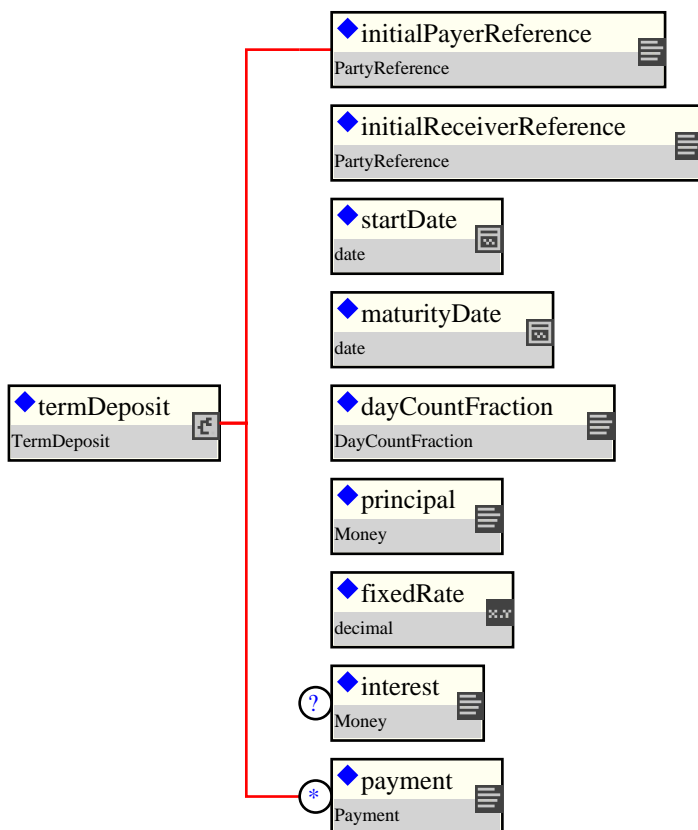 initialPayerReference
PartyReference
initialReceiverReference
PartyReference
startDate
date
maturityDate
date
termDeposit
TermDeposit
dayCountFraction
DayCountFraction
principal
Money
fixedRate
decimal
x.Y
? interest
Money
* payment
Payment